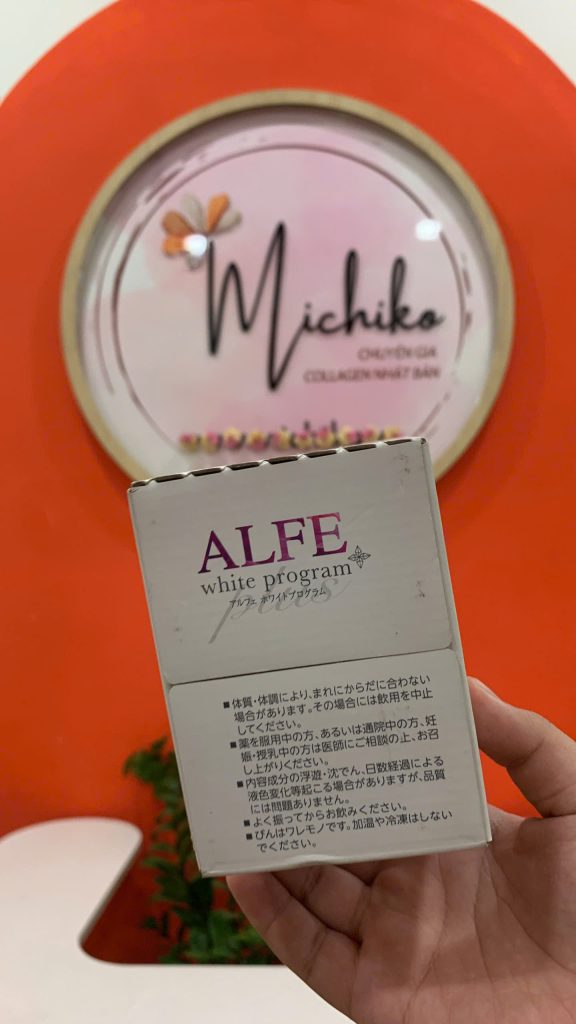 Michiko
CHUYÊN GIA
COLLAGEN NHẬT BẢN
ALFE
white program
plus
アルフェ ホワイトプログラム
■体質・体調により、まれにからだに合わない
場合があります。その場合には飲用を中止
してください。
■薬を服用中の方、あるいは通院中の方、妊
娠・授乳中の方は医師にご相談の上、お召
し上がりください。
■内容成分の浮遊・沈でん、日数経過による
液色変化等起こる場合がありますが、品質
には問題ありません。
■よく振ってからお飲みください。
■びんはワレモノです。加温や冷凍はしない
でください。